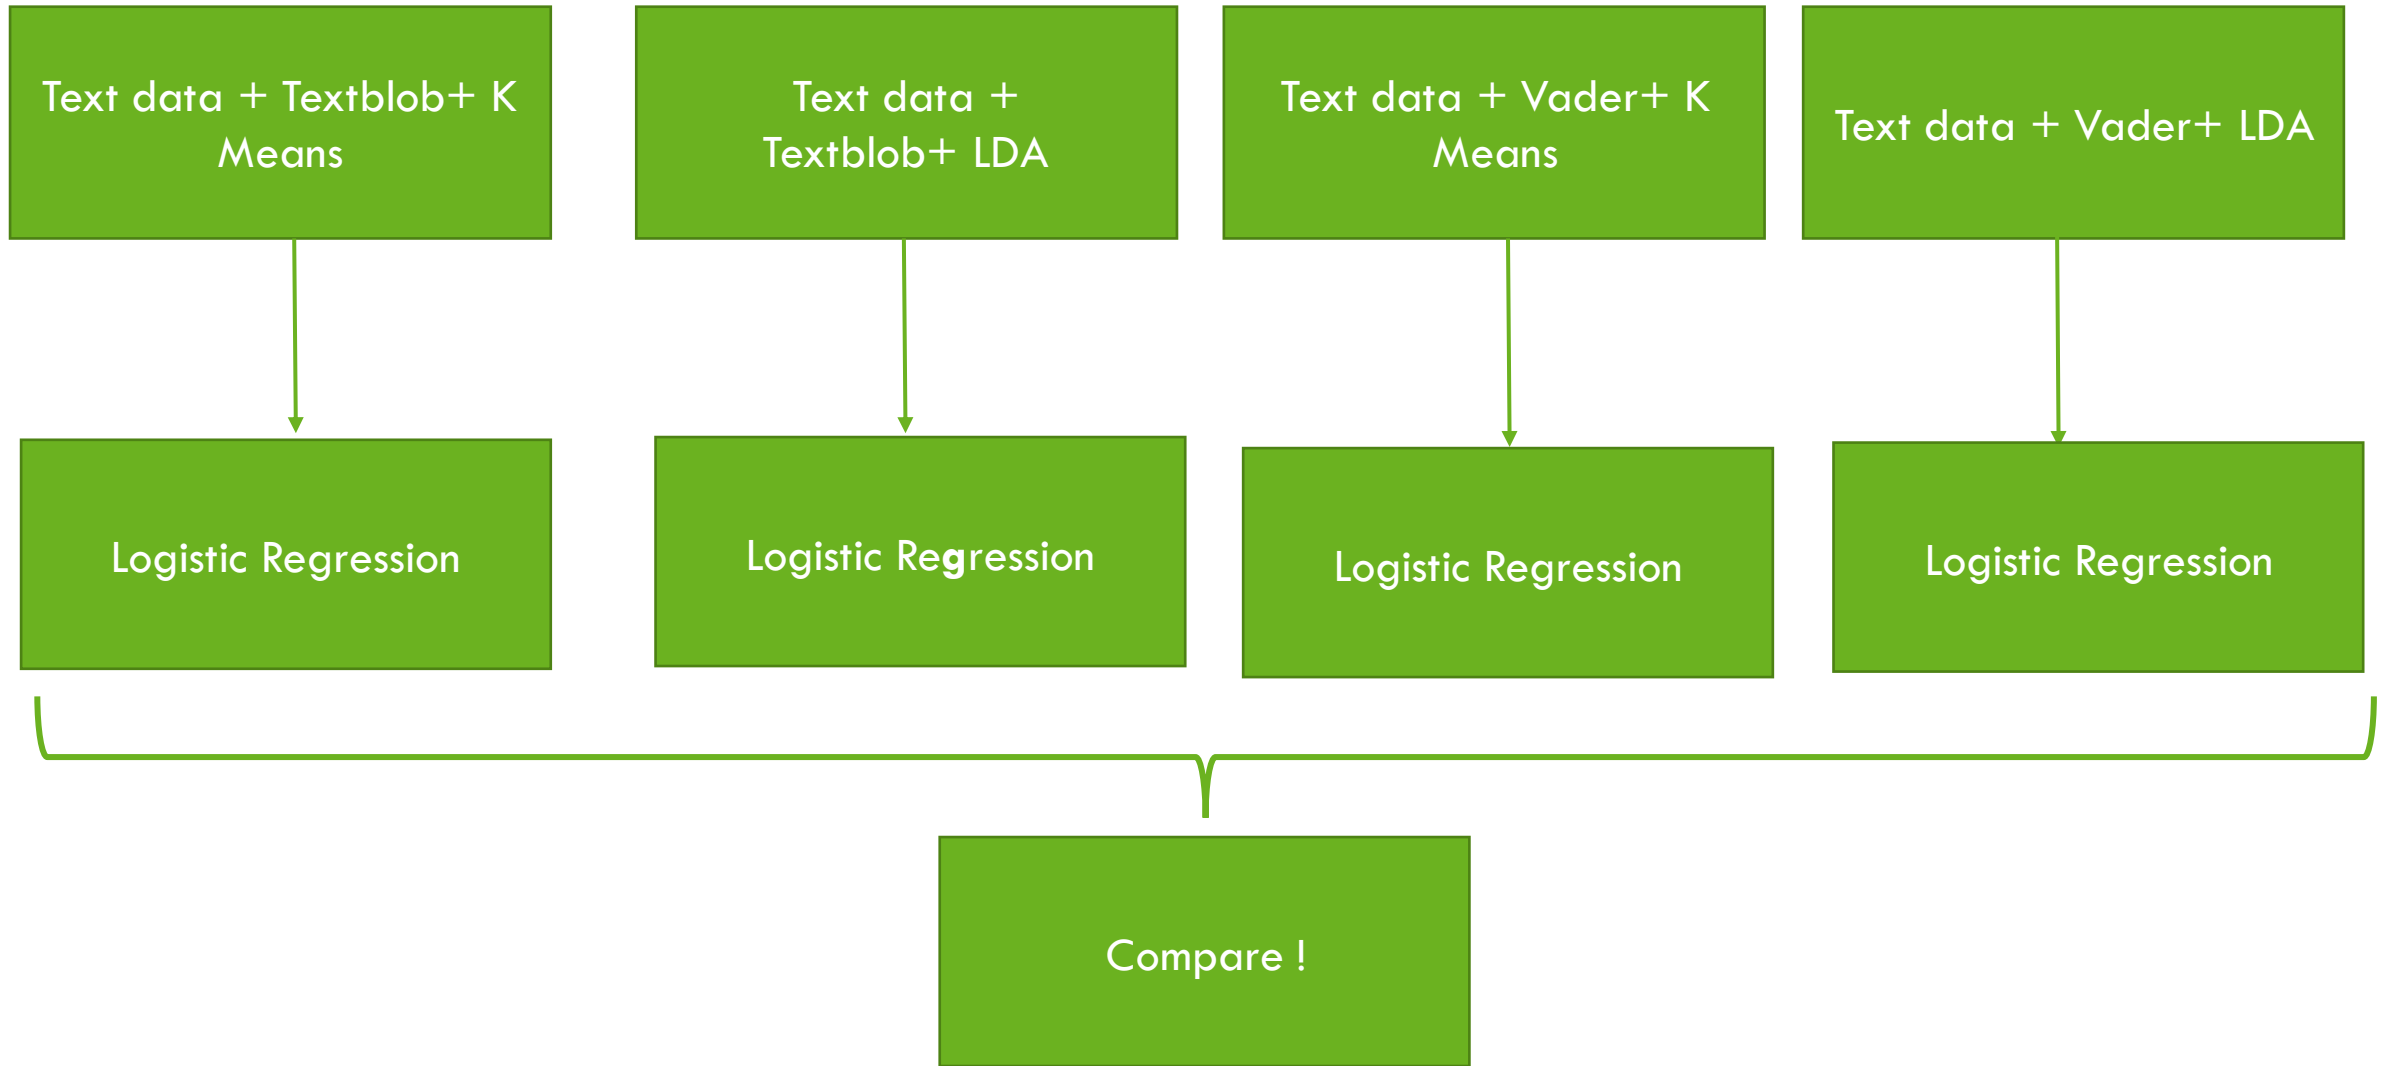 Text data + Textblob+ K
Means
Text data +
Textblob+ LDA
Text data + Vader+ K
Means
Text data + Vader+ LDA
Logistic Regression
Logistic Regression
Logistic Regression
Logistic Regression
Compare !